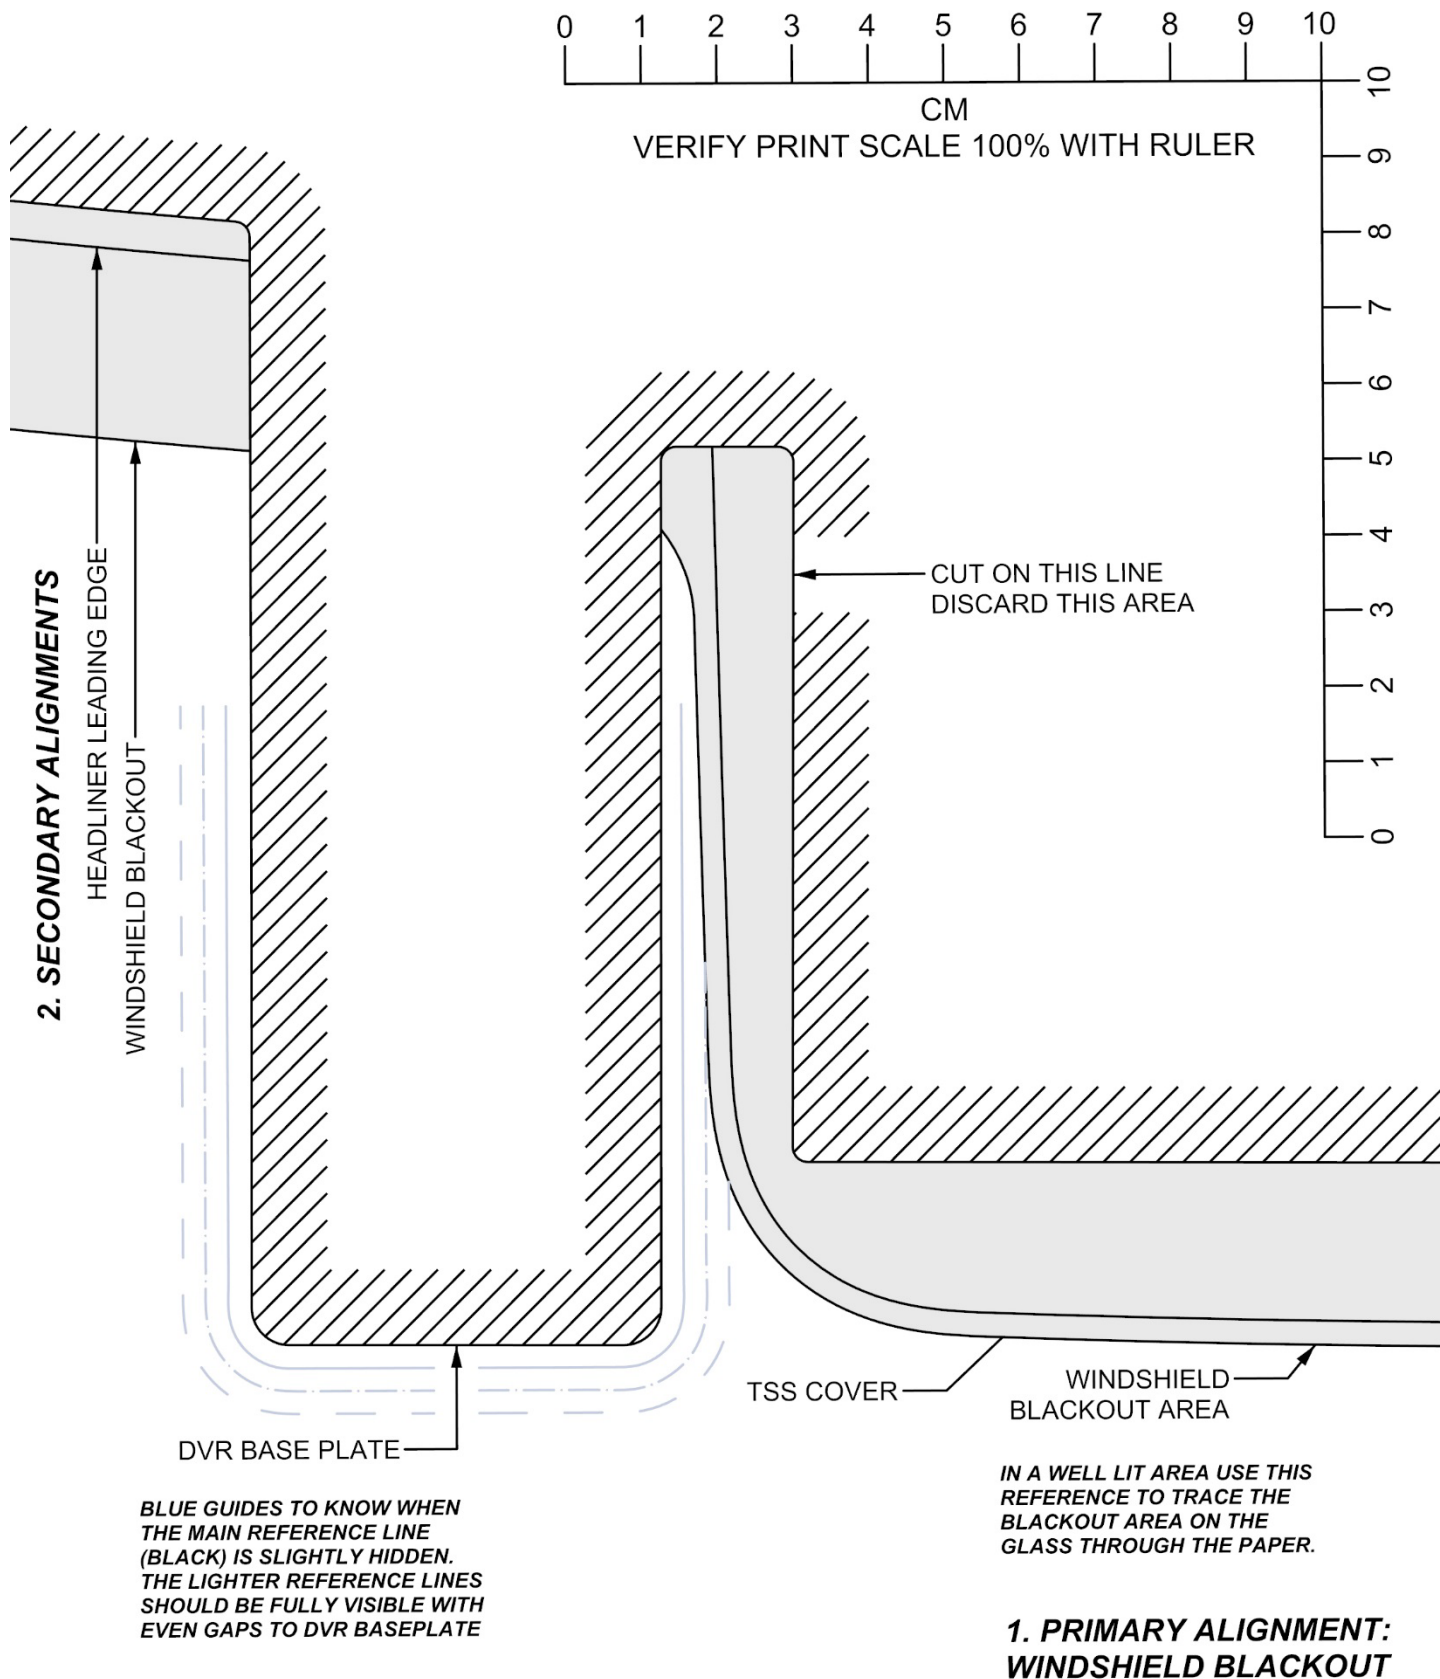 0 1 2 3 4 5 6 7 8 9 10
CM
VERIFY PRINT SCALE 100% WITH RULER
10
9
8
7
6
5
4
3
2
1
0
2. SECONDARY ALIGNMENTS
HEADLINER LEADING EDGE
WINDSHIELD BLACKOUT
CUT ON THIS LINE
DISCARD THIS AREA
TSS COVER
WINDSHIELD
BLACKOUT AREA
DVR BASE PLATE
BLUE GUIDES TO KNOW WHEN
THE MAIN REFERENCE LINE
(BLACK) IS SLIGHTLY HIDDEN.
THE LIGHTER REFERENCE LINES
SHOULD BE FULLY VISIBLE WITH
EVEN GAPS TO DVR BASEPLATE
IN A WELL LIT AREA USE THIS
REFERENCE TO TRACE THE
BLACKOUT AREA ON THE
GLASS THROUGH THE PAPER.
1. PRIMARY ALIGNMENT:
WINDSHIELD BLACKOUT